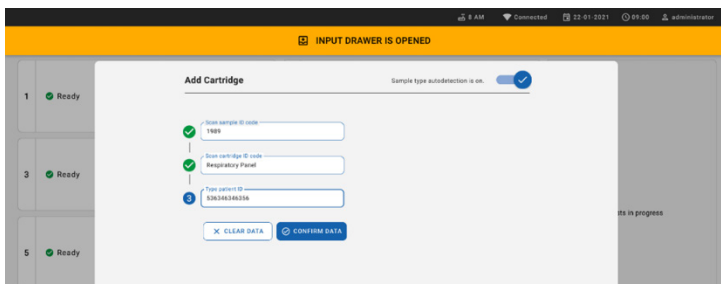 8 AM Connected 22-01-2021 09:00 administrator
INPUT DRAWER IS OPENED
Add Cartridge Sample type autodetection is on.
1 Ready
Scan sample ID code
1989
Scan cartridge ID code
Respiratory Panel
3 Ready
Type patient ID
3 536346346356
sts in progress
CLEAR DATA CONFIRM DATA
5 Ready